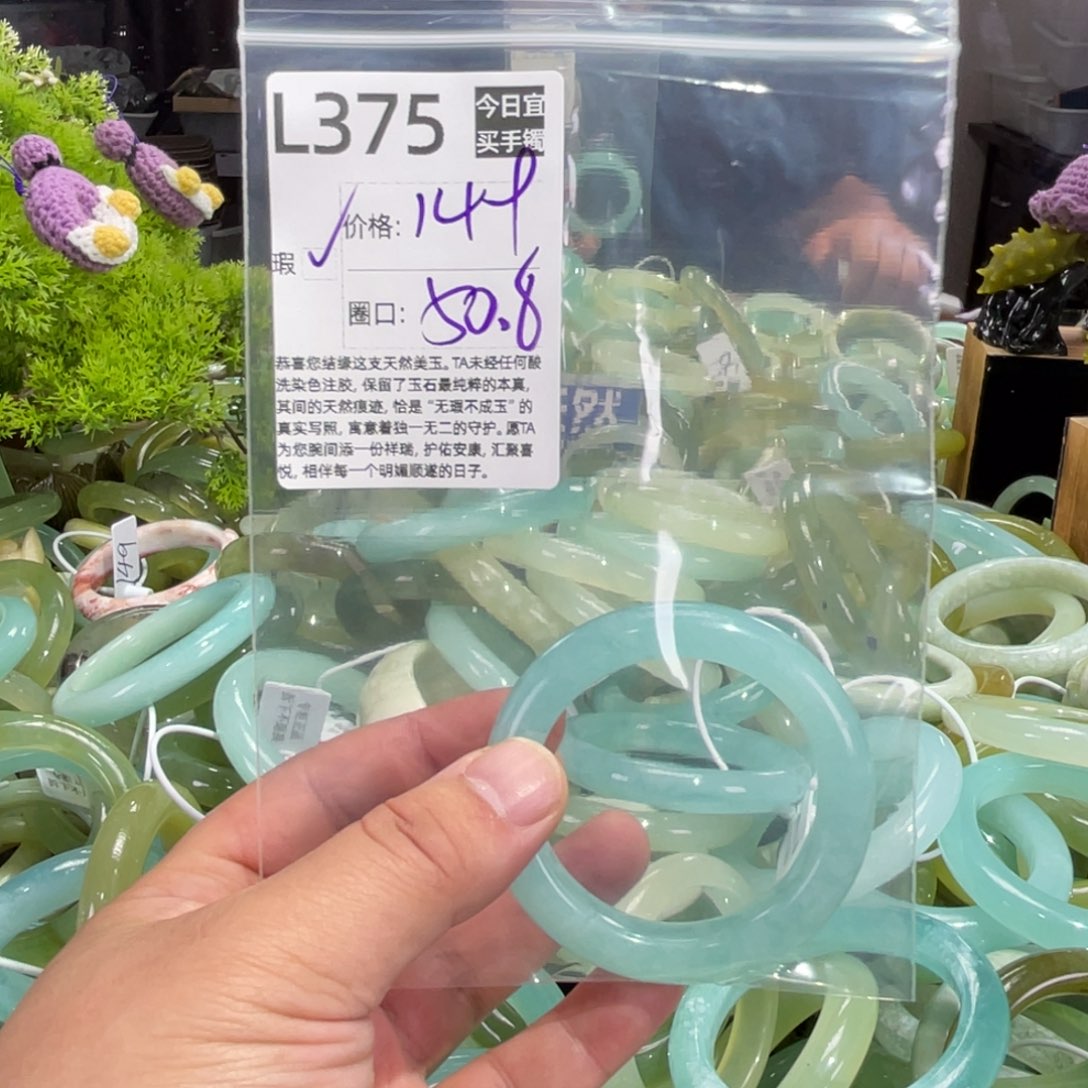 L375
今日宜
买手镯
价格: 144
瑕 ✓
圈口: 50.8
恭喜您结缘这支天然美玉。TA未经任何酸
洗染色注胶, 保留了玉石最纯粹的本真,
其间的天然痕迹, 恰是“无瑕不成玉”的
真实写照, 寓意着独一无二的守护。愿TA
为您腕间添一份祥瑞, 护佑安康, 汇聚喜
悦, 相伴每一个明媚顺遂的日子。
然
149